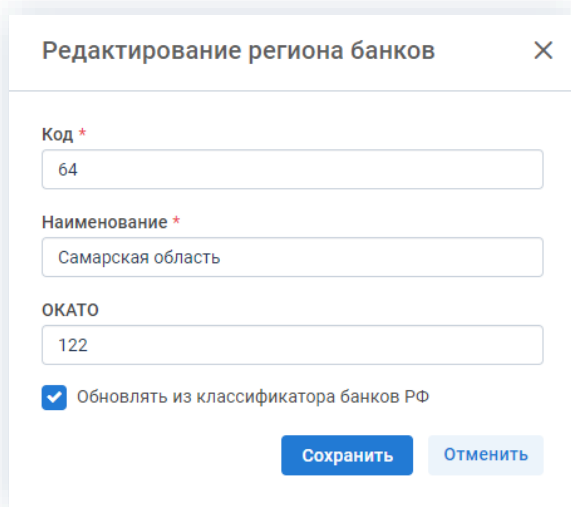 Редактирование региона банков
Код *
64
Наименование *
Самарская область
ОКАТО
122
Обновлять из классификатора банков РФ
Сохранить Отменить